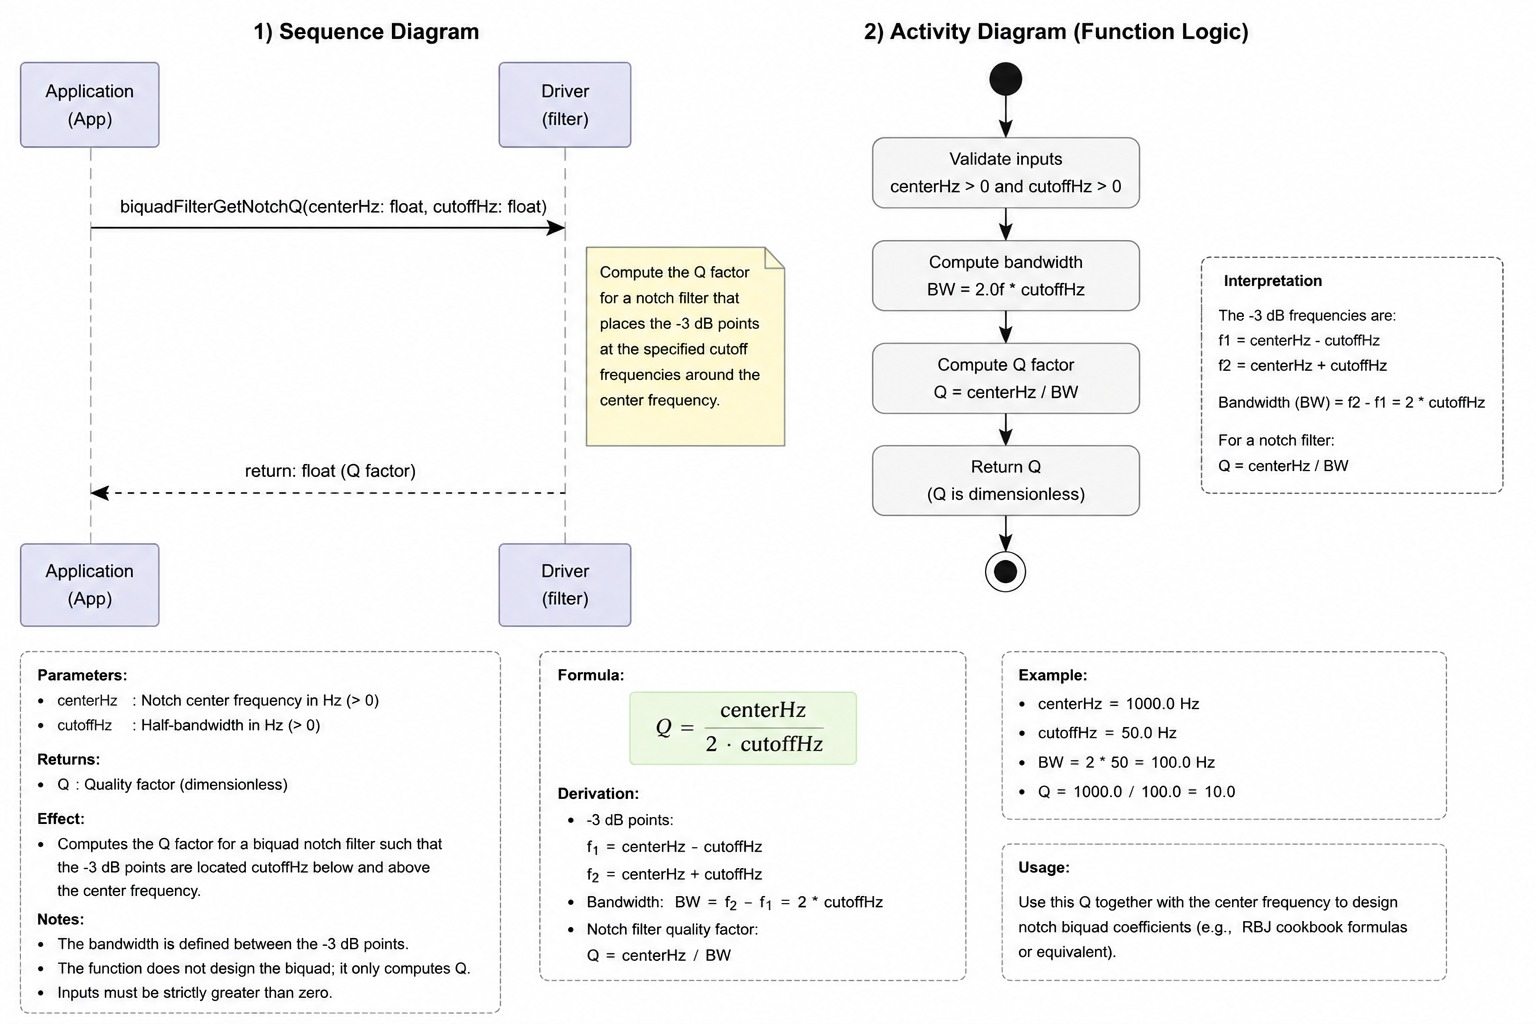 1) Sequence Diagram
Application
(App)
Driver
(filter)
biquadFilterGetNotchQ(centerHz: float, cutoffHz: float)
Compute the Q factor
for a notch filter that
places the -3 dB points
at the specified cutoff
frequencies around the
center frequency.
return: float (Q factor)
Application
(App)
Driver
(filter)
2) Activity Diagram (Function Logic)
Validate inputs
centerHz > 0 and cutoffHz > 0
Compute bandwidth
BW = 2.0f * cutoffHz
Compute Q factor
Q = centerHz / BW
Return Q
(Q is dimensionless)
Interpretation
The -3 dB frequencies are:
f1 = centerHz - cutoffHz
f2 = centerHz + cutoffHz
Bandwidth (BW) = f2 - f1 = 2 * cutoffHz
For a notch filter:
Q = centerHz / BW
Parameters:
• centerHz : Notch center frequency in Hz (> 0)
• cutoffHz : Half-bandwidth in Hz (> 0)
Returns:
• Q : Quality factor (dimensionless)
Effect:
• Computes the Q factor for a biquad notch filter such that
the -3 dB points are located cutoffHz below and above
the center frequency.
Notes:
• The bandwidth is defined between the -3 dB points.
• The function does not design the biquad; it only computes Q.
• Inputs must be strictly greater than zero.
Formula:
Q = centerHz / 2 · cutoffHz
Derivation:
• -3 dB points:
f₁ = centerHz − cutoffHz
f₂ = centerHz + cutoffHz
• Bandwidth: BW = f₂ − f₁ = 2 * cutoffHz
• Notch filter quality factor:
Q = centerHz / BW
Example:
• centerHz = 1000.0 Hz
• cutoffHz = 50.0 Hz
• BW = 2 * 50 = 100.0 Hz
• Q = 1000.0 / 100.0 = 10.0
Usage:
Use this Q together with the center frequency to design
notch biquad coefficients (e.g., RBJ cookbook formulas
or equivalent).